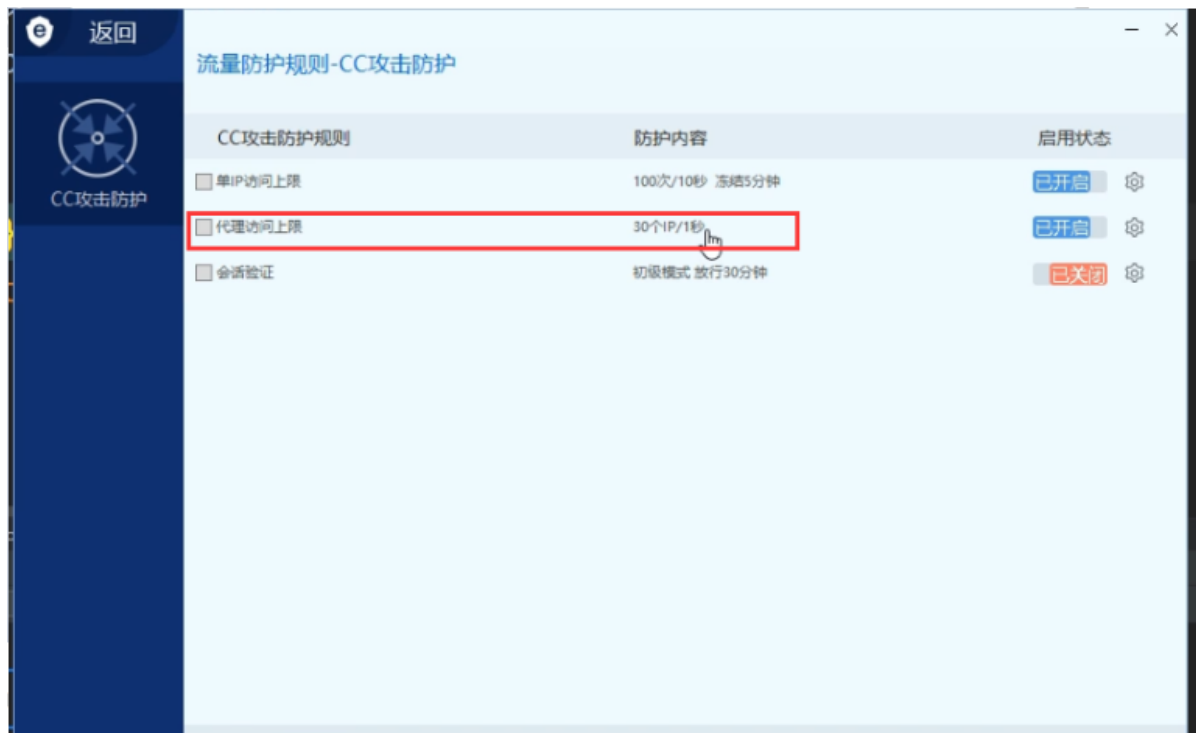 返回
流量防护规则-CC攻击防护
CC攻击防护
CC攻击防护规则 防护内容 启用状态
单IP访问上限 100次/10秒 冻结5分钟 已开启
代理访问上限 30个IP/1秒 已开启
会话验证 初级模式 放行30分钟 已关闭